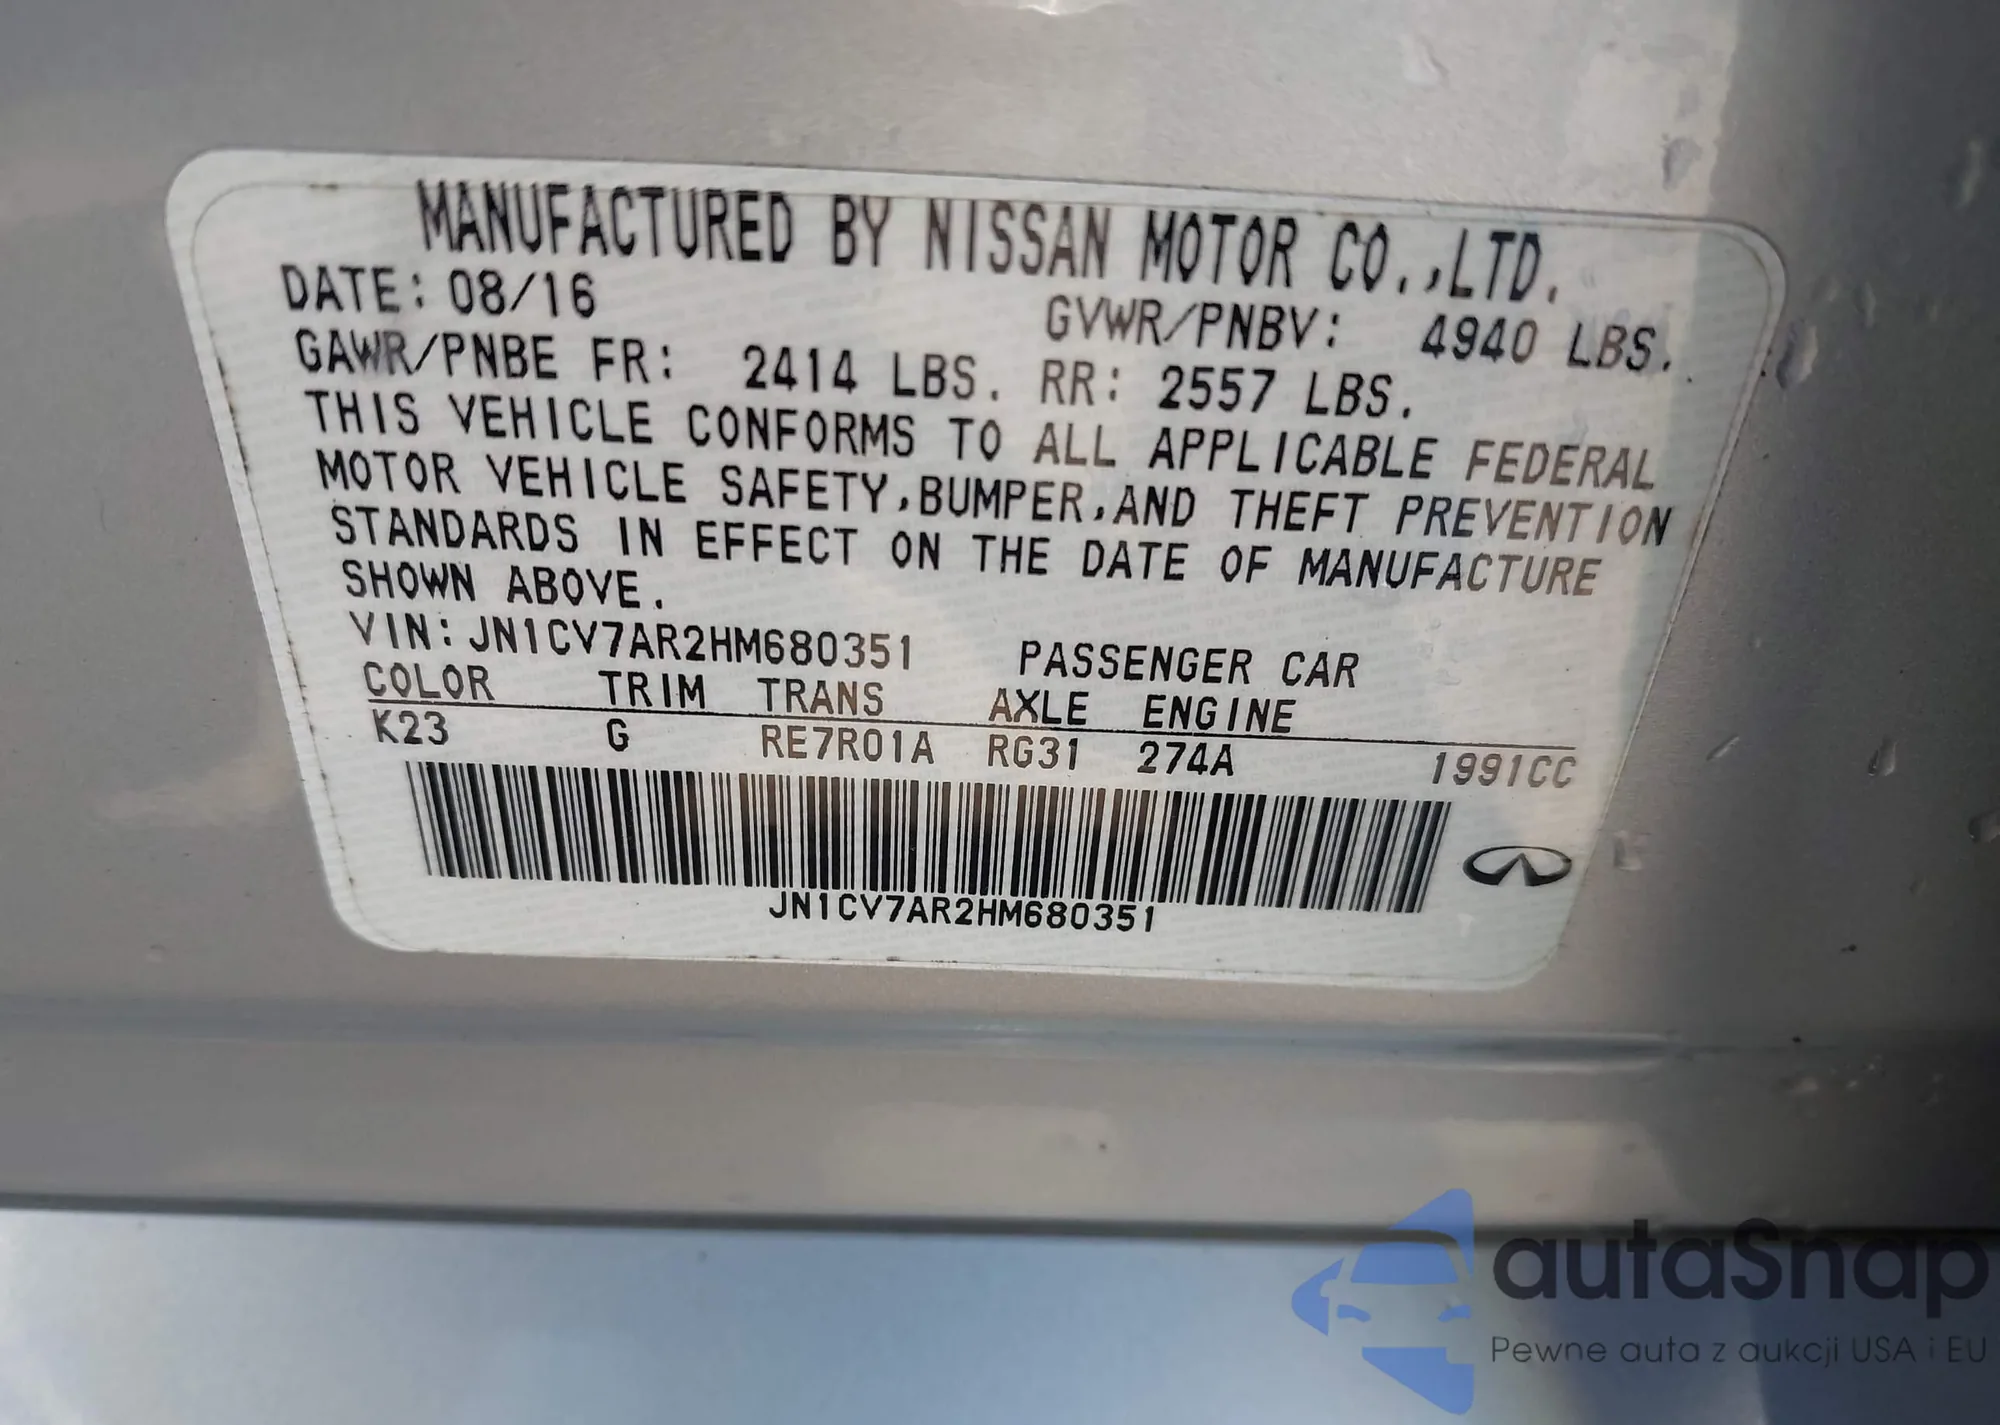 MANUFACTURED BY NISSAN MOTOR CO.,LTD.
DATE: 08/16 GVWR/PNBV: 4940 LBS.
GAWR/PNBE FR: 2414 LBS. RR: 2557 LBS.
THIS VEHICLE CONFORMS TO ALL APPLICABLE FEDERAL
MOTOR VEHICLE SAFETY,BUMPER,AND THEFT PREVENTION
STANDARDS IN EFFECT ON THE DATE OF MANUFACTURE
SHOWN ABOVE.
VIN: JN1CV7AR2HM680351 PASSENGER CAR
COLOR TRIM TRANS AXLE ENGINE
K23 G RE7R01A RG31 274A 1991CC
JN1CV7AR2HM680351
autaSnap
Pewne auta z aukcji USA i EU